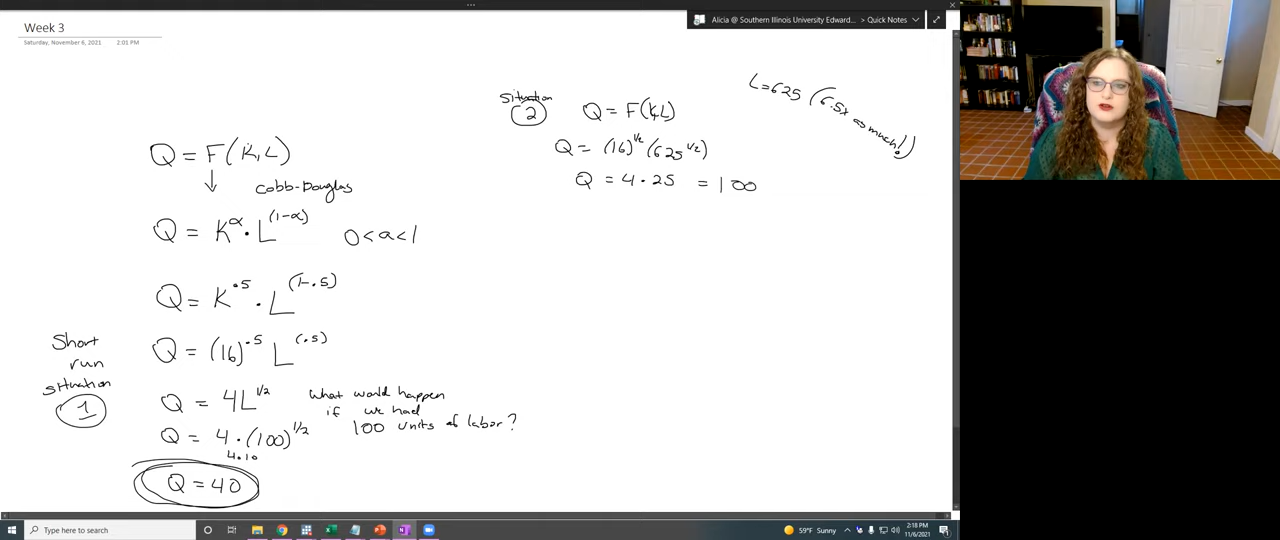 Week 3
Saturday, November 6, 2021 2:01 PM
Alicia @ Southern Illinois University Edward... > Quick Notes
Q = F(K,L)
↓ cobb-Douglas
Q = K^α · L^(1-α) 0<a<1
Q = K^.5 · L^(1-.5)
Short run situation 1
Q = (16)^.5 L^(.5)
Q = 4L^1/2
what would happen
if we had
100 units of labor?
Q = 4·(100)^1/2
4·10
Q = 40
Situation 2
Q = F(K,L)
Q = (16)^1/2 (625^1/2)
Q = 4·25 = 100
L=625 (6.5x as much!)
Type here to search
59°F Sunny
2:18 PM
11/6/2021